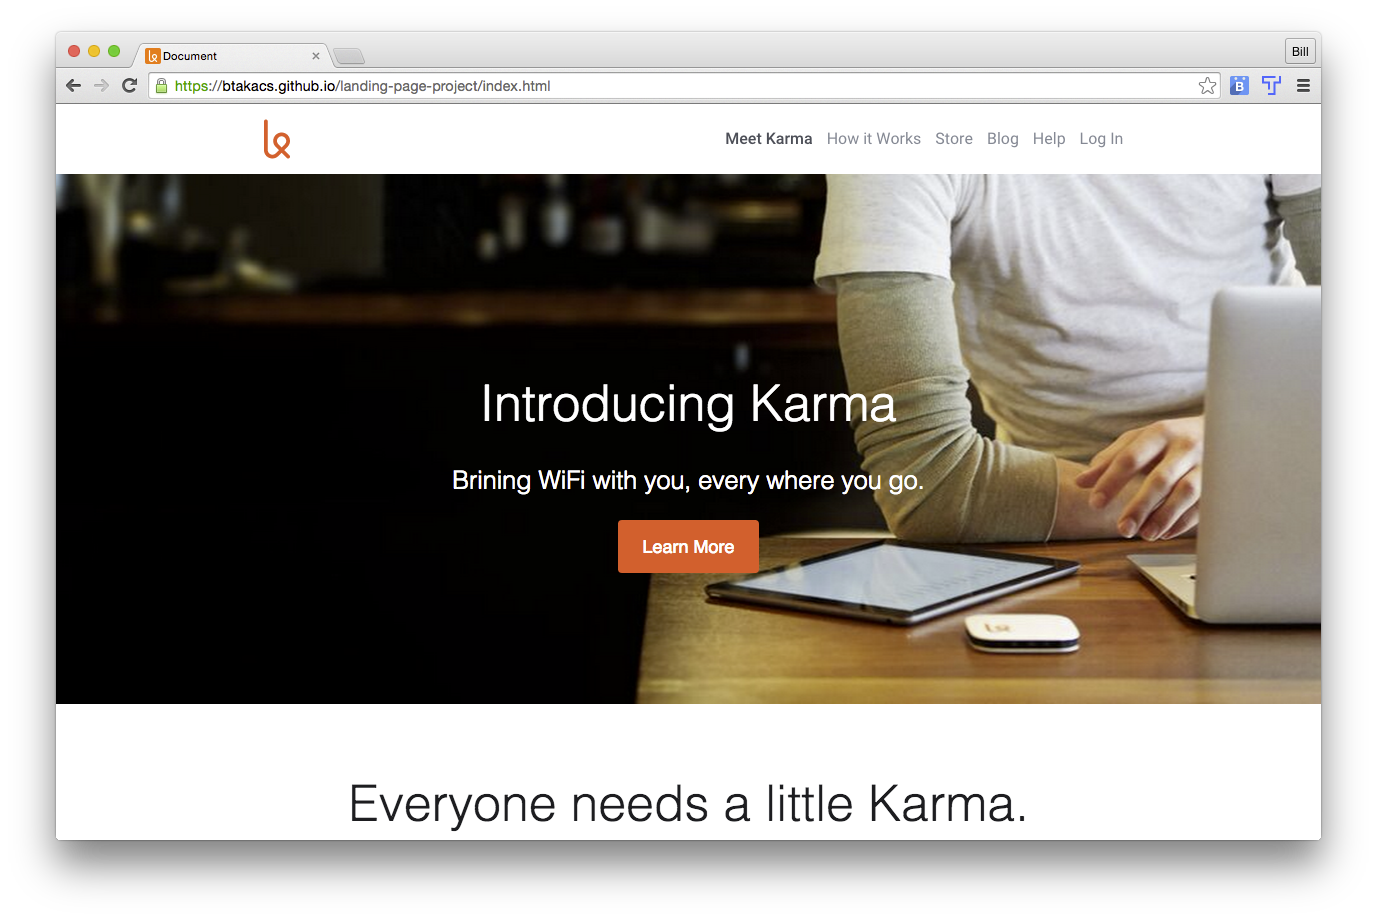 Document
Bill
https://btakacs.github.io/landing-page-project/index.html
B
Meet Karma How it Works Store Blog Help Log In
Introducing Karma
Brining WiFi with you, every where you go.
Learn More
Everyone needs a little Karma.